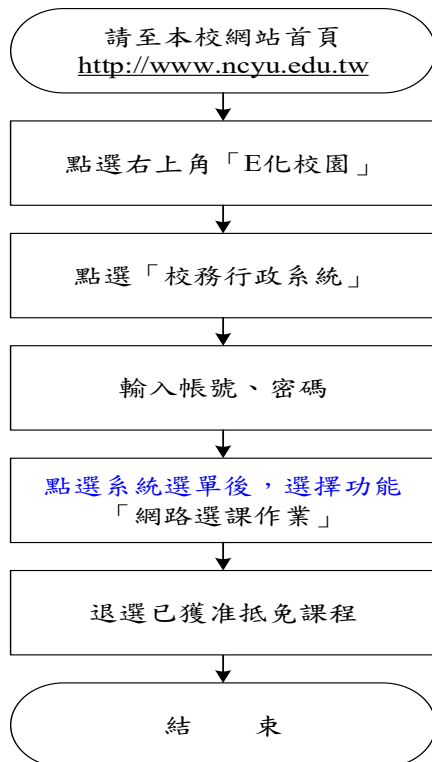 請至本校網站首頁
http://www.ncyu.edu.tw
點選右上角「E化校園」
點選「校務行政系統」
輸入帳號、密碼
點選系統選單後，選擇功能
「網路選課作業」
退選已獲准抵免課程
結　　束